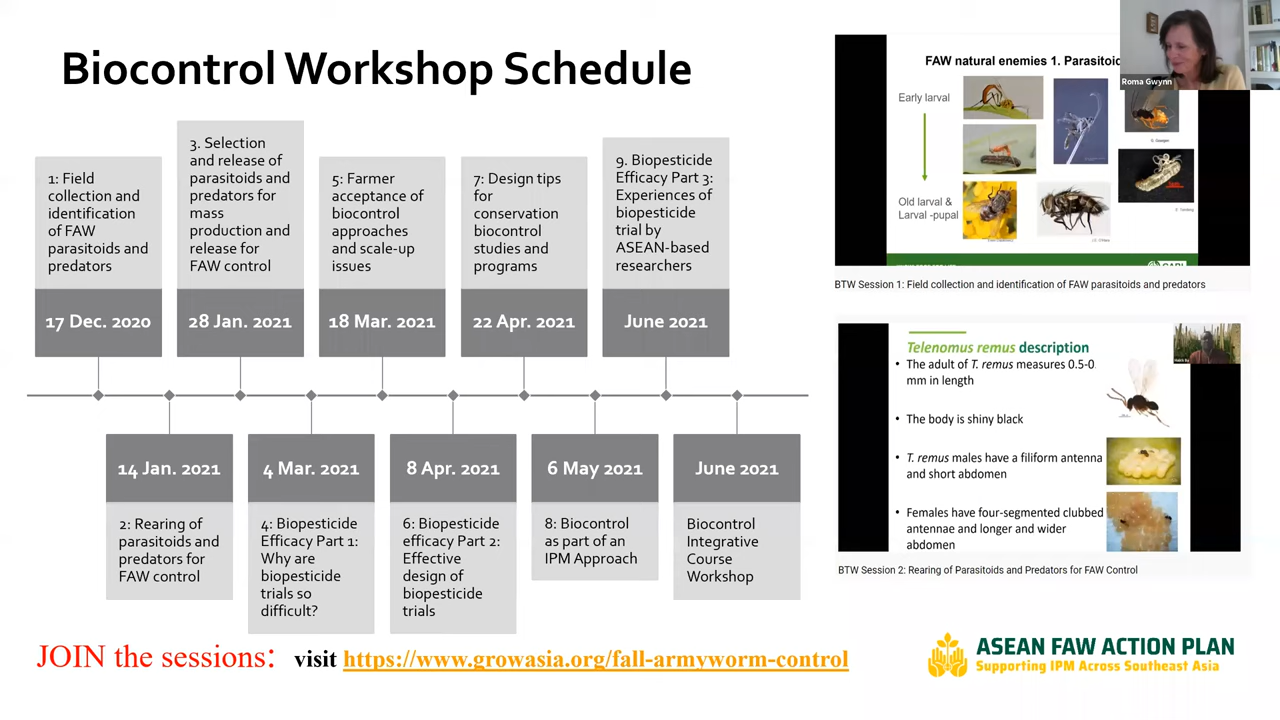 Biocontrol Workshop Schedule
1: Field
collection and
identification
of FAW
parasitoids and
predators
17 Dec. 2020
3. Selection
and release of
parasitoids and
predators for
mass
production and
release for
FAW control
28 Jan. 2021
5: Farmer
acceptance of
biocontrol
approaches
and scale-up
issues
18 Mar. 2021
7: Design tips
for
conservation
biocontrol
studies and
programs
22 Apr. 2021
9. Biopesticide
Efficacy Part 3:
Experiences of
biopesticide
trial by
ASEAN-based
researchers
June 2021
14 Jan. 2021
2: Rearing of
parasitoids and
predators for
FAW control
4 Mar. 2021
4: Biopesticide
Efficacy Part 1:
Why are
biopesticide
trials so
difficult?
8 Apr. 2021
6: Biopesticide
efficacy Part 2:
Effective
design of
biopesticide
trials
6 May 2021
8: Biocontrol
as part of an
IPM Approach
June 2021
Biocontrol
Integrative
Course
Workshop
JOIN the sessions: visit https://www.growasia.org/fall-armyworm-control
FAW natural enemies 1. Parasitoid
Roma Gwynn
Early larval
Old larval &
Larval -pupal
BTW Session 1: Field collection and identification of FAW parasitoids and predators
Telenomus remus description
• The adult of T. remus measures 0.5-0
mm in length
• The body is shiny black
• T. remus males have a filiform antenna
and short abdomen
• Females have four-segmented clubbed
antennae and longer and wider
abdomen
BTW Session 2: Rearing of Parasitoids and Predators for FAW Control
ASEAN FAW ACTION PLAN
Supporting IPM Across Southeast Asia